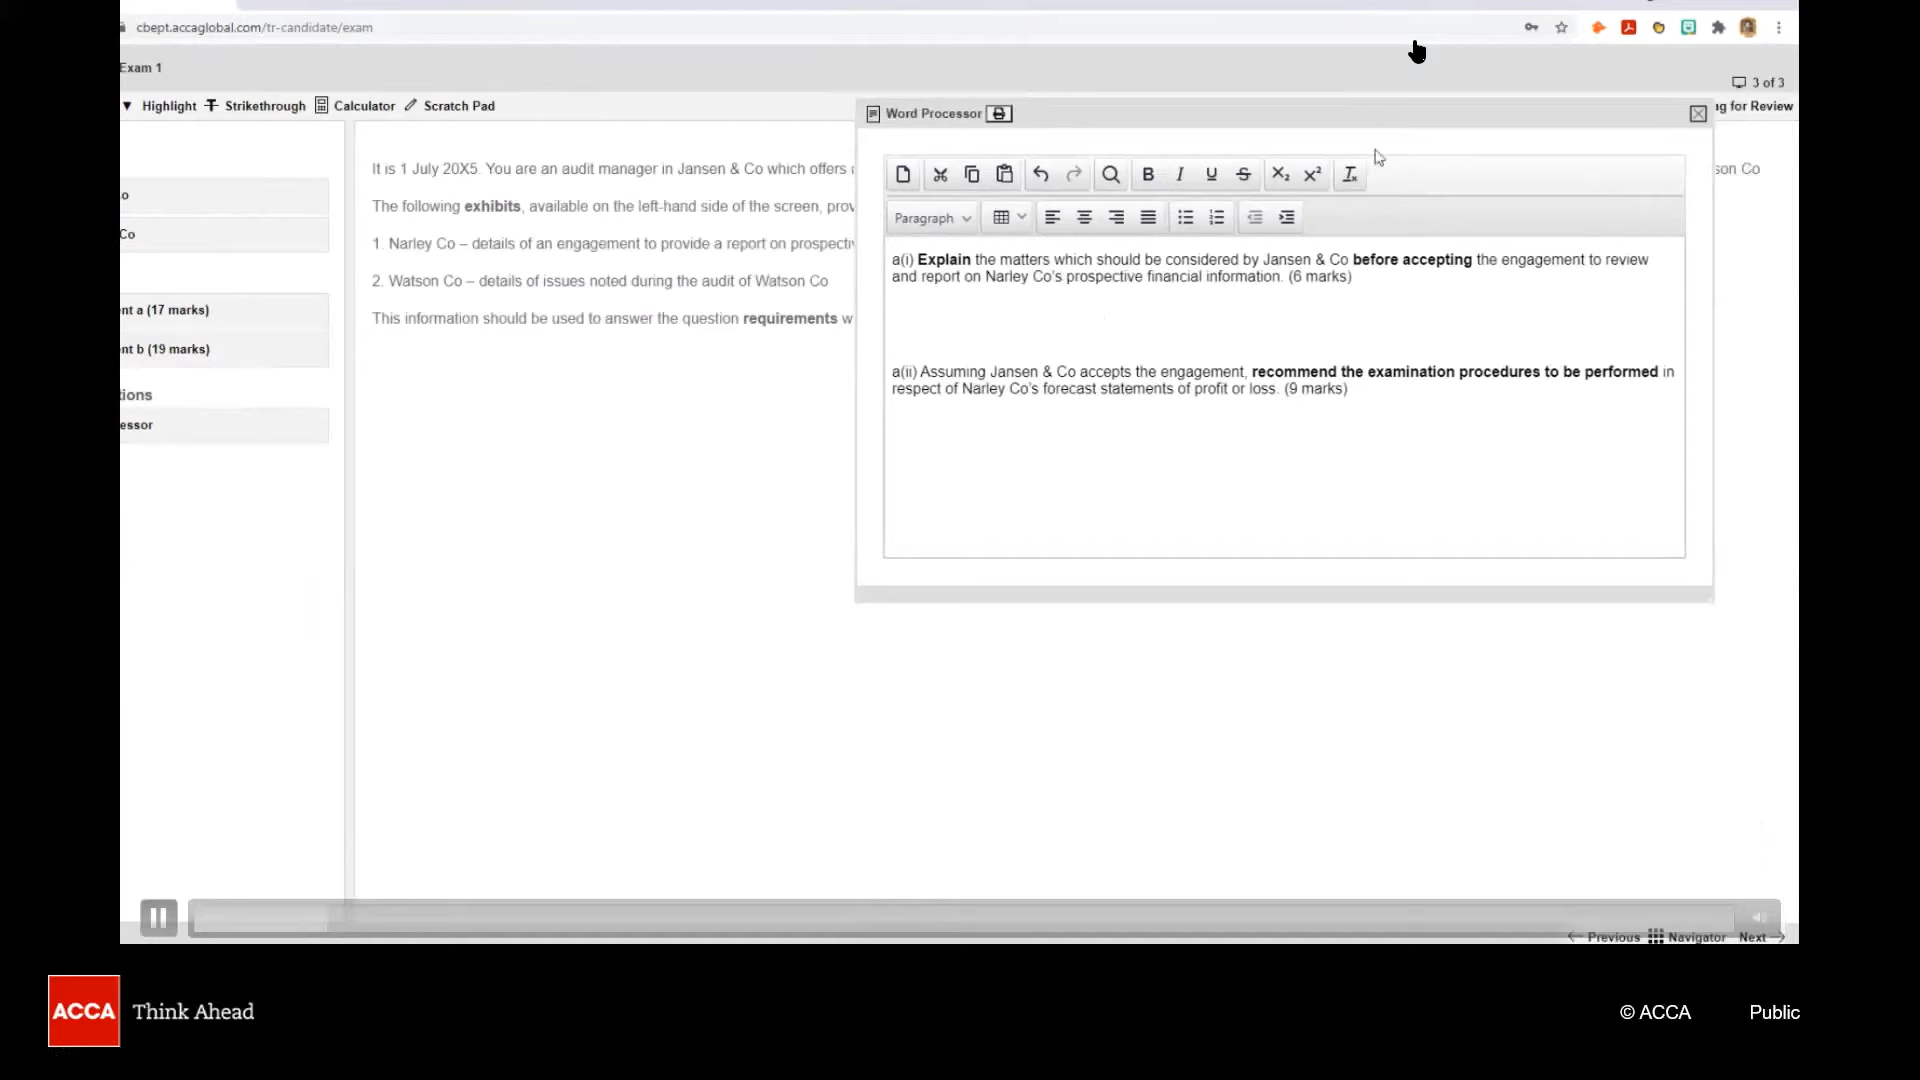 cbept.accaglobal.com/tr-candidate/exam
Exam 1
3 of 3
Highlight Strikethrough Calculator Scratch Pad
Word Processor
ag for Review
It is 1 July 20X5. You are an audit manager in Jansen & Co which offers
son Co
The following exhibits, available on the left-hand side of the screen, prov
1. Narley Co – details of an engagement to provide a report on prospecti
2. Watson Co – details of issues noted during the audit of Watson Co
This information should be used to answer the question requirements w
o
Co
nt a (17 marks)
nt b (19 marks)
tions
essor
Paragraph
a(i) Explain the matters which should be considered by Jansen & Co before accepting the engagement to review
and report on Narley Co's prospective financial information. (6 marks)
a(ii) Assuming Jansen & Co accepts the engagement, recommend the examination procedures to be performed in
respect of Narley Co's forecast statements of profit or loss. (9 marks)
Previous Navigator Next
ACCA Think Ahead
© ACCA Public